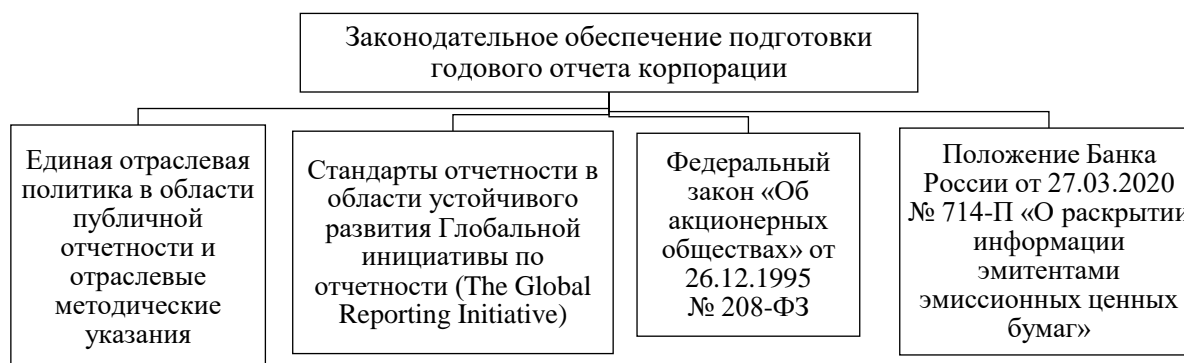 Законодательное обеспечение подготовки
годового отчета корпорации
Единая отраслевая
политика в области
публичной
отчетности и
отраслевые
методические
указания
Стандарты отчетности в
области устойчивого
развития Глобальной
инициативы по
отчетности (The Global
Reporting Initiative)
Федеральный
закон «Об
акционерных
обществах» от
26.12.1995
№ 208-ФЗ
Положение Банка
России от 27.03.2020
№ 714-П «О раскрытии
информации
эмитентами
эмиссионных ценных
бумаг»